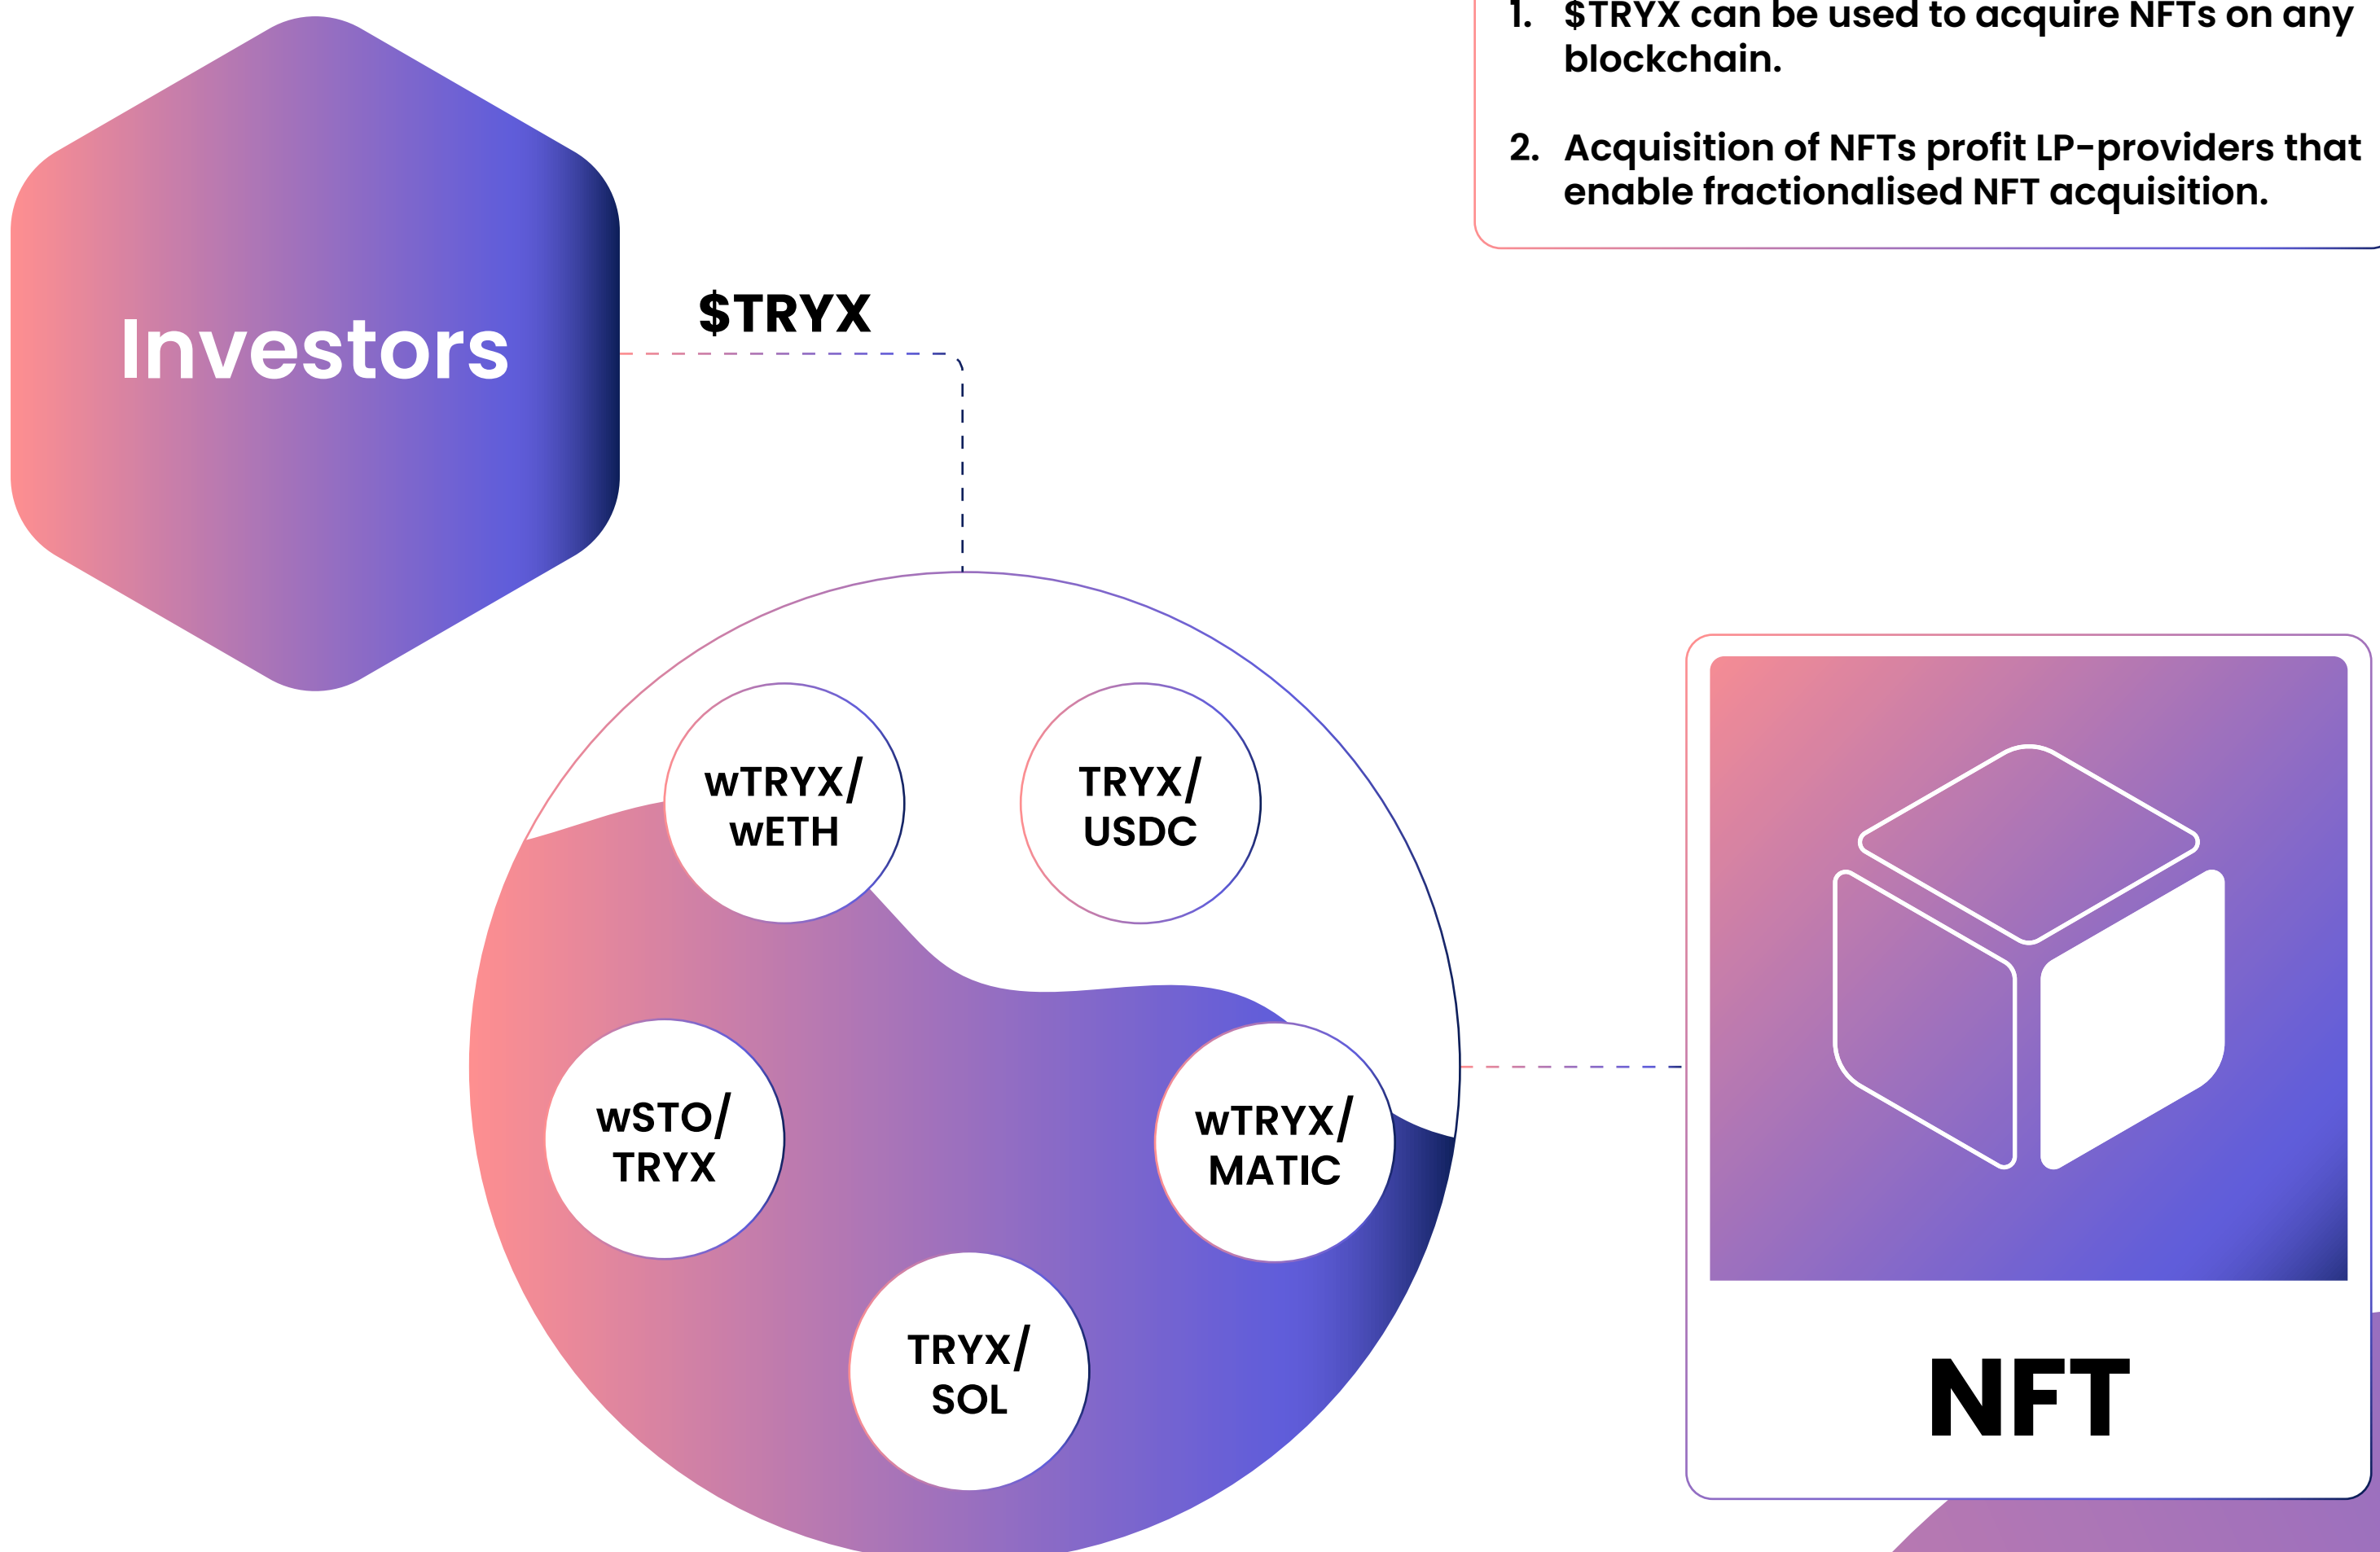 1. $TRYX can be used to acquire NFTs on any
blockchain.
2. Acquisition of NFTs profit LP-providers that
enable fractionalised NFT acquisition.
Investors
$TRYX
wTRYX/
wETH
TRYX/
USDC
wSTO/
TRYX
wTRYX/
MATIC
TRYX/
SOL
NFT